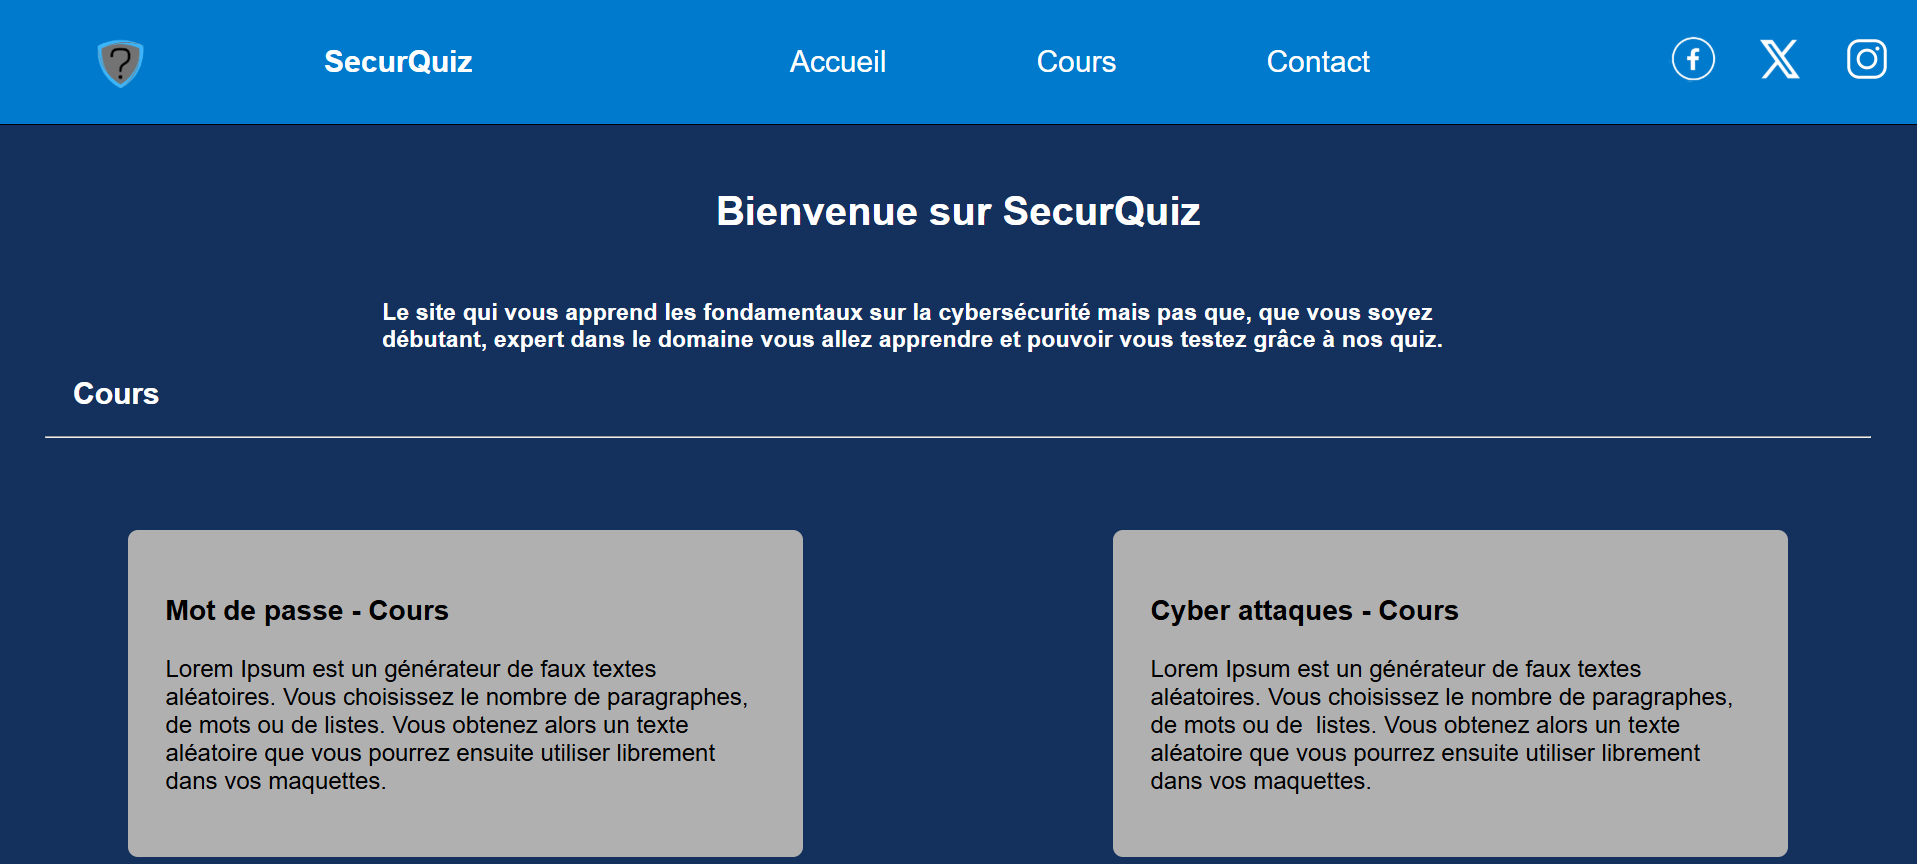 ?
SecurQuiz
Accueil
Cours
Contact
Bienvenue sur SecurQuiz
Le site qui vous apprend les fondamentaux sur la cybersécurité mais pas que, que vous soyez
débutant, expert dans le domaine vous allez apprendre et pouvoir vous testez grâce à nos quiz.
Cours
Mot de passe - Cours
Lorem Ipsum est un générateur de faux textes
aléatoires. Vous choisissez le nombre de paragraphes,
de mots ou de listes. Vous obtenez alors un texte
aléatoire que vous pourrez ensuite utiliser librement
dans vos maquettes.
Cyber attaques - Cours
Lorem Ipsum est un générateur de faux textes
aléatoires. Vous choisissez le nombre de paragraphes,
de mots ou de  listes. Vous obtenez alors un texte
aléatoire que vous pourrez ensuite utiliser librement
dans vos maquettes.